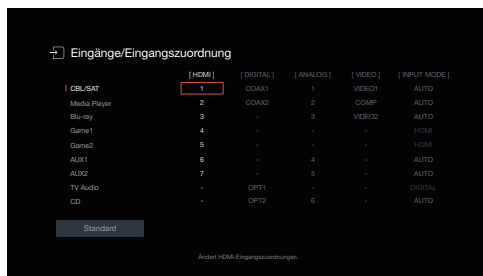 Eingänge/Eingangszuordnung
[ HDMI ] [ DIGITAL ] [ ANALOG ] [ VIDEO ] [ INPUT MODE ]
CBL/SAT 1 COAX1 1 VIDEO1 AUTO
Media Player 2 COAX2 2 COMP AUTO
Blu-ray 3 - 3 VIDEO2 AUTO
Game1 4 - - - HDMI
Game2 5 - - - HDMI
AUX1 6 - 4 - AUTO
AUX2 7 - 5 - AUTO
TV Audio - OPT1 - - DIGITAL
CD - OPT2 6 - AUTO
Standard
Ändert HDMI-Eingangszuordnungen.